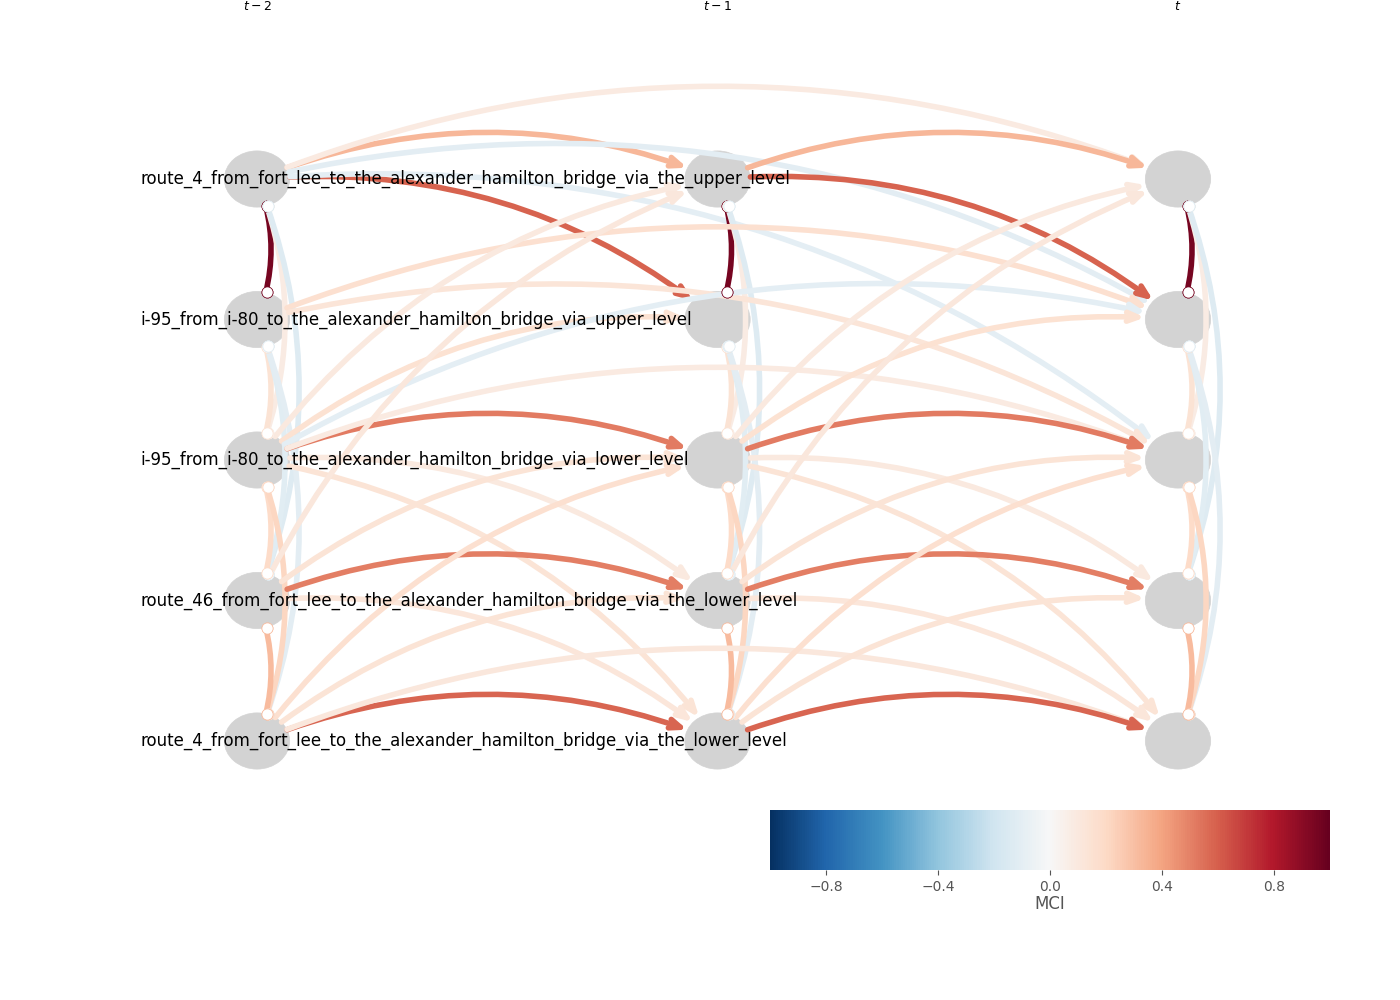 t − 2 t − 1 t
route_4_from_fort_lee_to_the_alexander_hamilton_bridge_via_the_upper_level
i-95_from_i-80_to_the_alexander_hamilton_bridge_via_upper_level
i-95_from_i-80_to_the_alexander_hamilton_bridge_via_lower_level
route_46_from_fort_lee_to_the_alexander_hamilton_bridge_via_the_lower_level
route_4_from_fort_lee_to_the_alexander_hamilton_bridge_via_the_lower_level
−0.8 −0.4 0.0 0.4 0.8
MCI